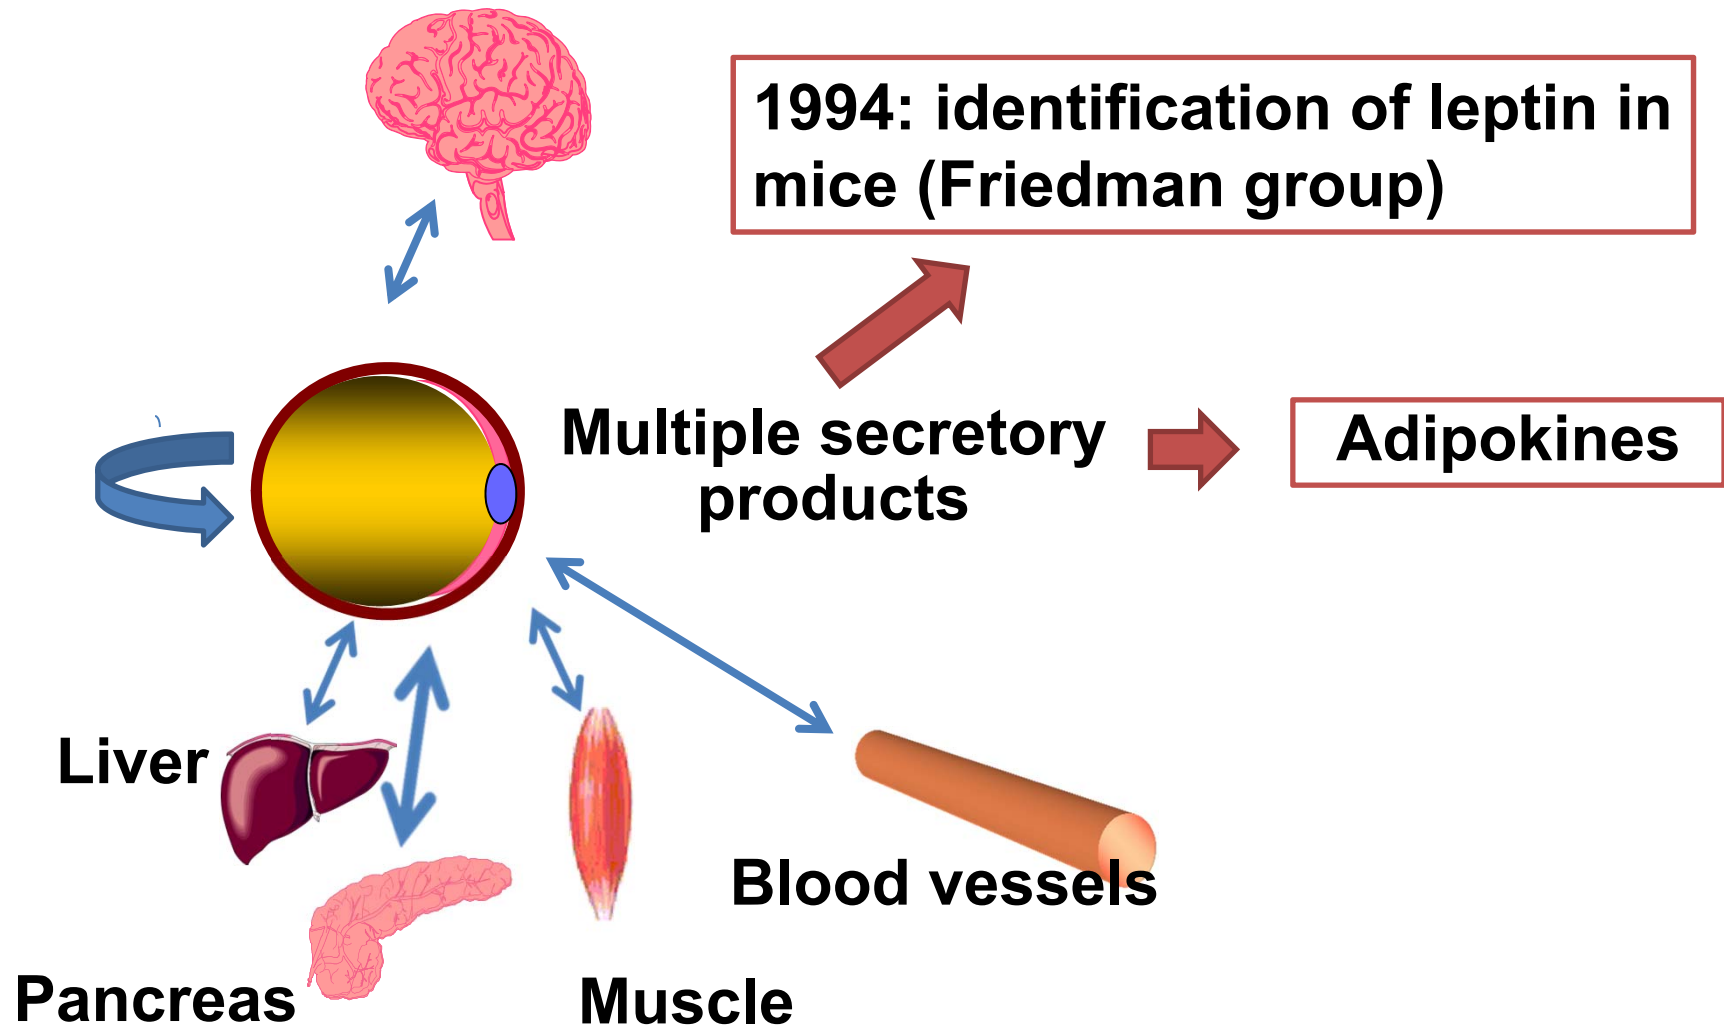 1994: identification of leptin in
mice (Friedman group)
Multiple secretory
products
Adipokines
Liver
Blood vessels
Pancreas
Muscle